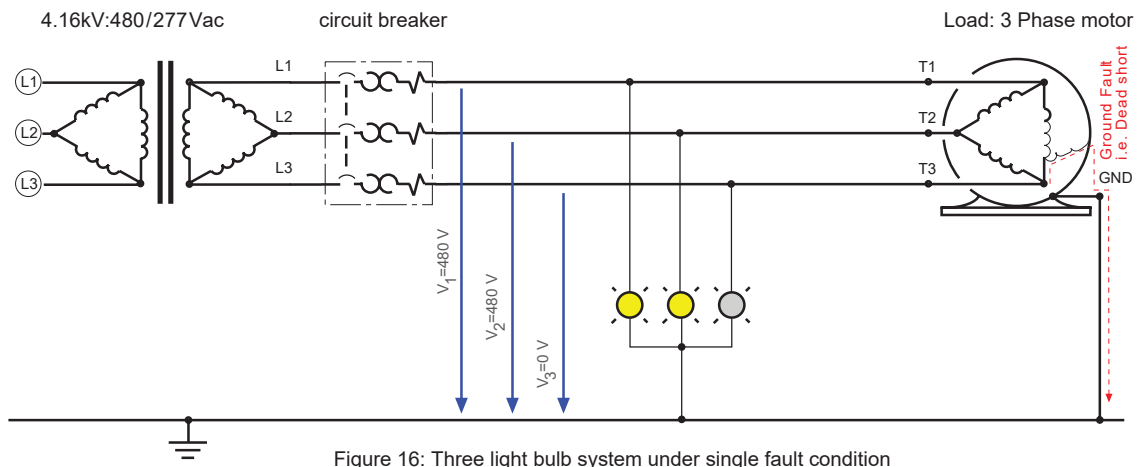 4.16kV:480/277Vac
circuit breaker
Load: 3 Phase motor
L1
L2
L3
L1
L2
L3
T1
T2
T3
Ground Fault
i.e. Dead short
GND
V1=480 V
V2=480 V
V3=0 V
Figure 16: Three light bulb system under single fault condition